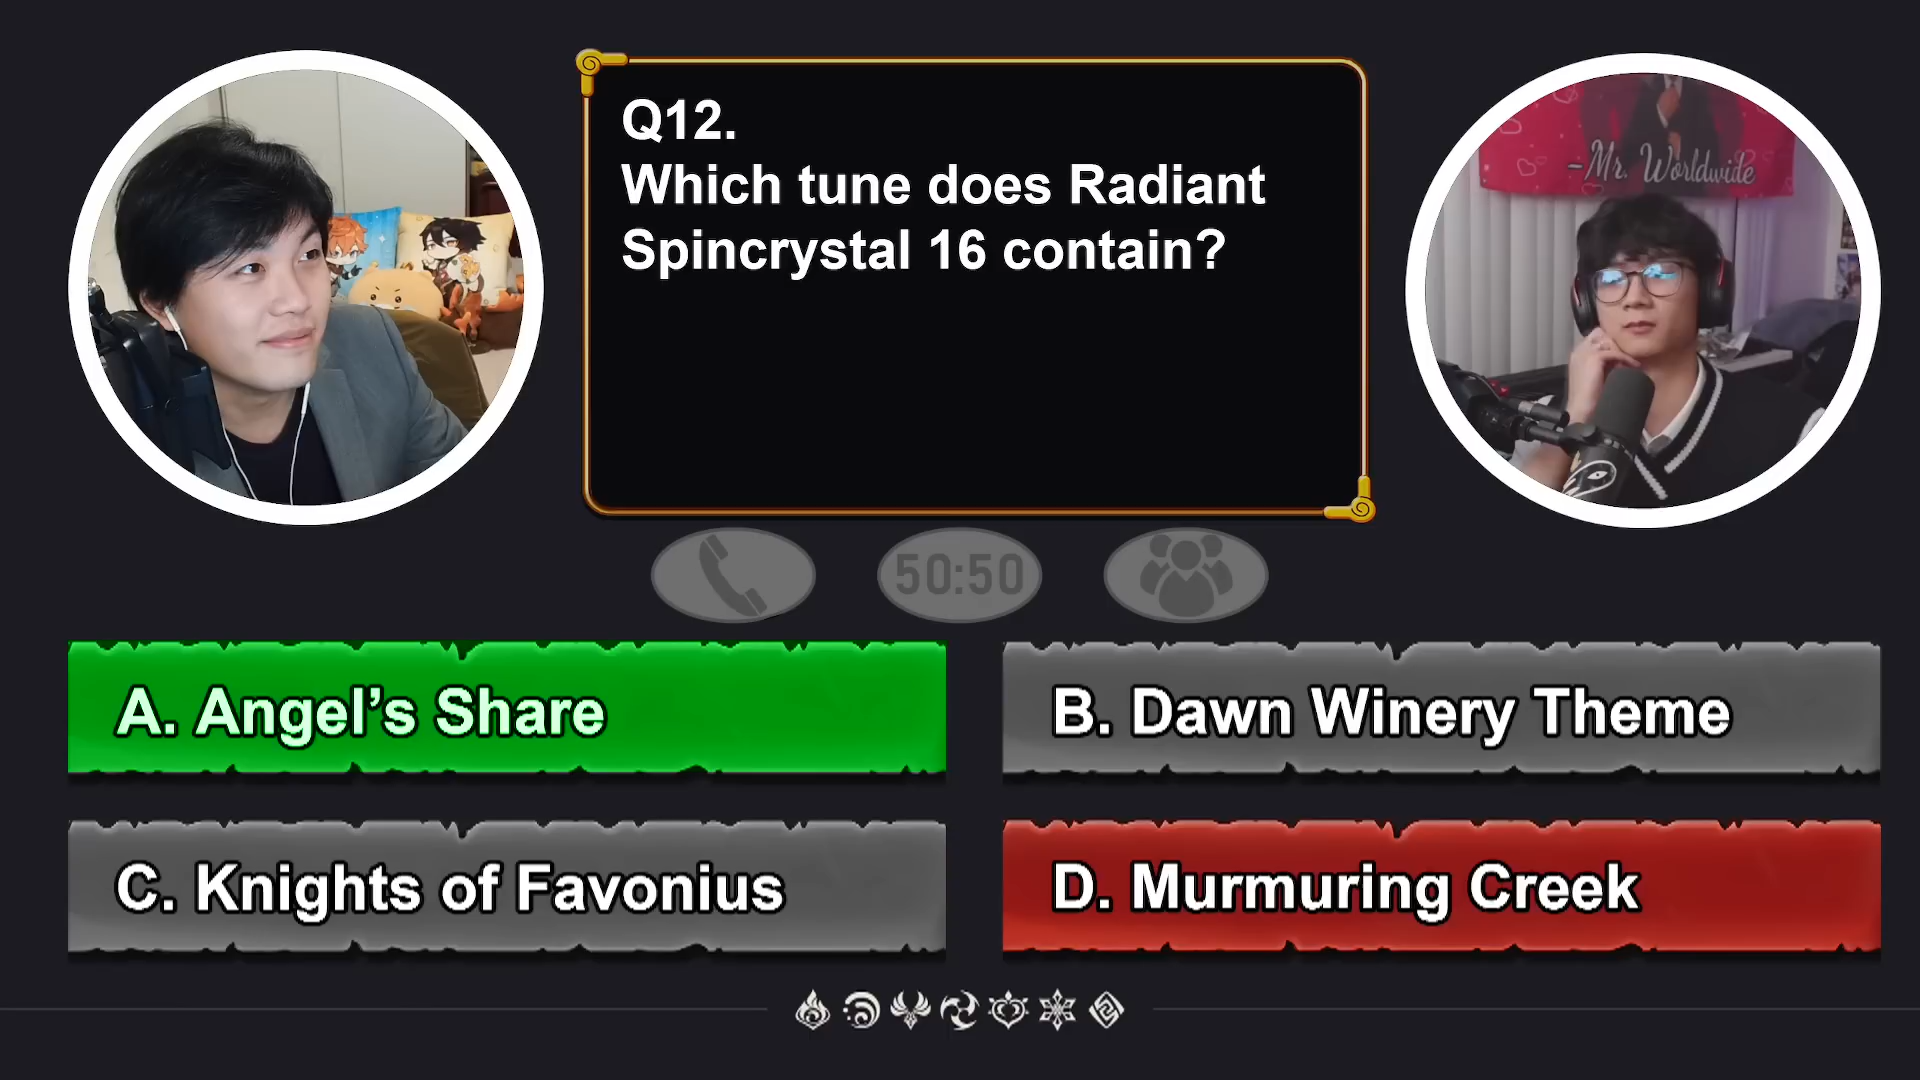 -Mr. Worldwide
Q12.
Which tune does Radiant
Spincrystal 16 contain?
50:50
A. Angel’s Share
B. Dawn Winery Theme
C. Knights of Favonius
D. Murmuring Creek